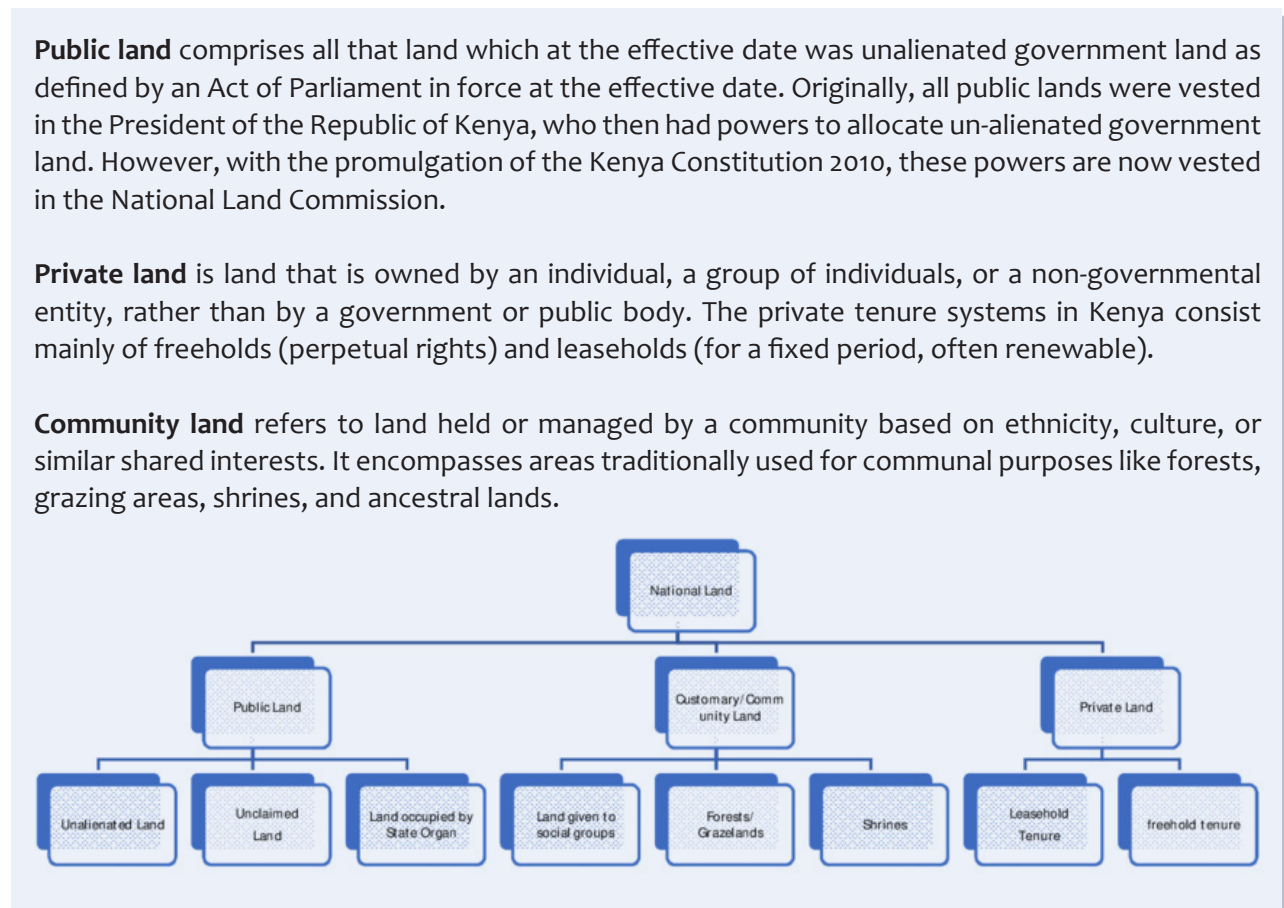 Public land comprises all that land which at the effective date was unalienated government land as
defined by an Act of Parliament in force at the effective date. Originally, all public lands were vested
in the President of the Republic of Kenya, who then had powers to allocate un-alienated government
land. However, with the promulgation of the Kenya Constitution 2010, these powers are now vested
in the National Land Commission.
Private land is land that is owned by an individual, a group of individuals, or a non-governmental
entity, rather than by a government or public body. The private tenure systems in Kenya consist
mainly of freeholds (perpetual rights) and leaseholds (for a fixed period, often renewable).
Community land refers to land held or managed by a community based on ethnicity, culture, or
similar shared interests. It encompasses areas traditionally used for communal purposes like forests,
grazing areas, shrines, and ancestral lands.
National Land
Public Land
Customary/Comm
unity Land
Private Land
Unalienated Land
Unclaimed
Land
Land occupied by
State Organ
Land given to
social groups
Forests/
Grazelands
Shrines
Leasehold
Tenure
freehold tenure